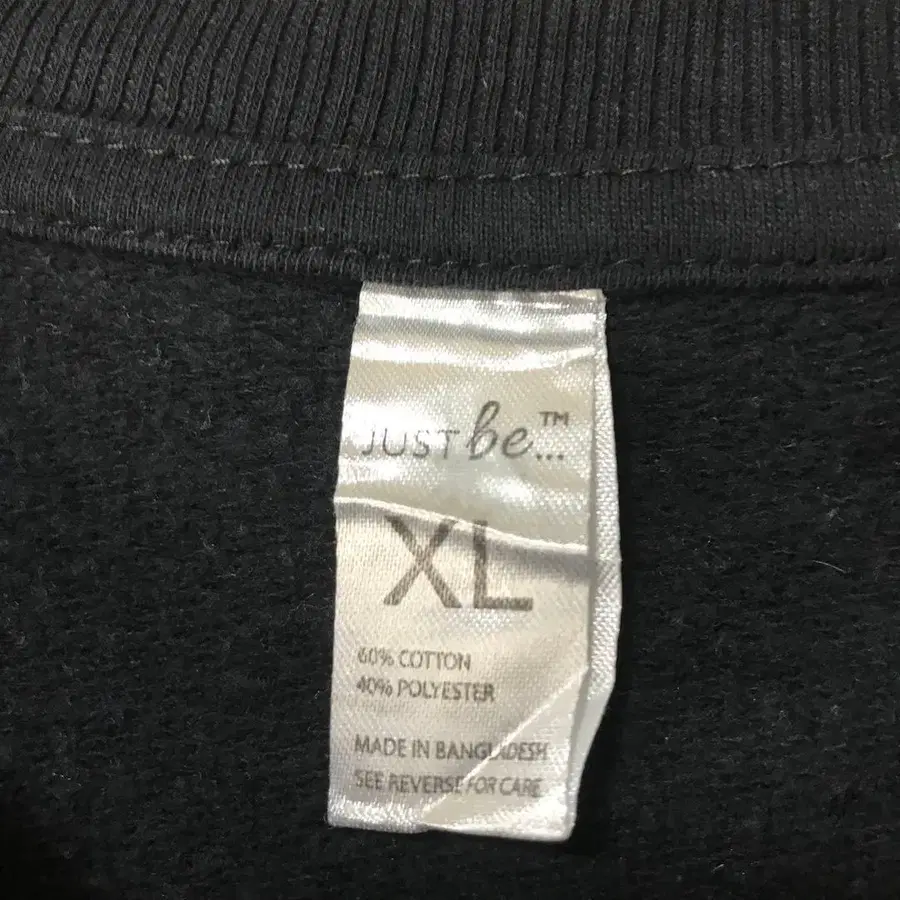 JUST be...™
XL
60% COTTON
40% POLYESTER
MADE IN BANGLADESH
SEE REVERSE FOR CARE